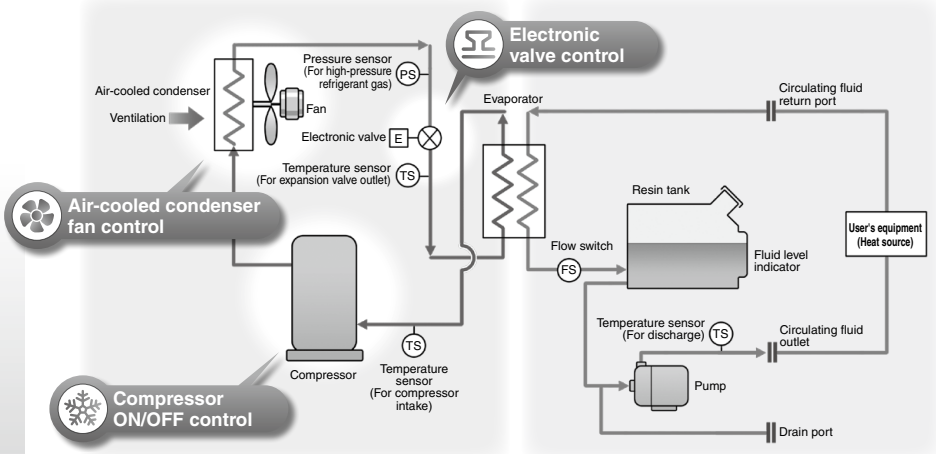 Electronic
valve control
Pressure sensor
(For high-pressure
refrigerant gas)
PS
Air-cooled condenser
Ventilation
Fan
Evaporator
Circulating fluid
return port
Electronic valve
E
Temperature sensor
(For expansion valve outlet)
TS
Air-cooled condenser
fan control
Resin tank
User's equipment
(Heat source)
Flow switch
FS
Fluid level
indicator
Temperature sensor
(For discharge)
TS
Circulating fluid
outlet
TS
Temperature
sensor
(For compressor
intake)
Compressor
Pump
Compressor
ON/OFF control
Drain port